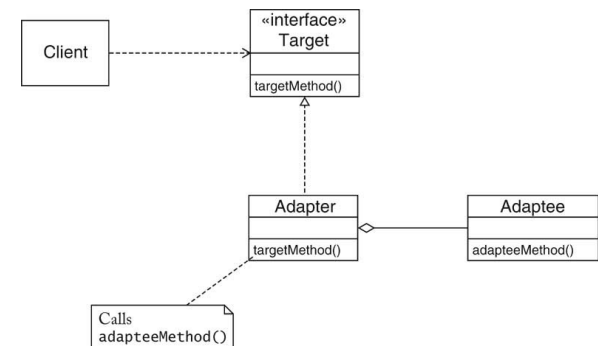 Client
«interface»
Target
targetMethod()
Adapter
targetMethod()
Adaptee
adapteeMethod()
Calls
adapteeMethod()